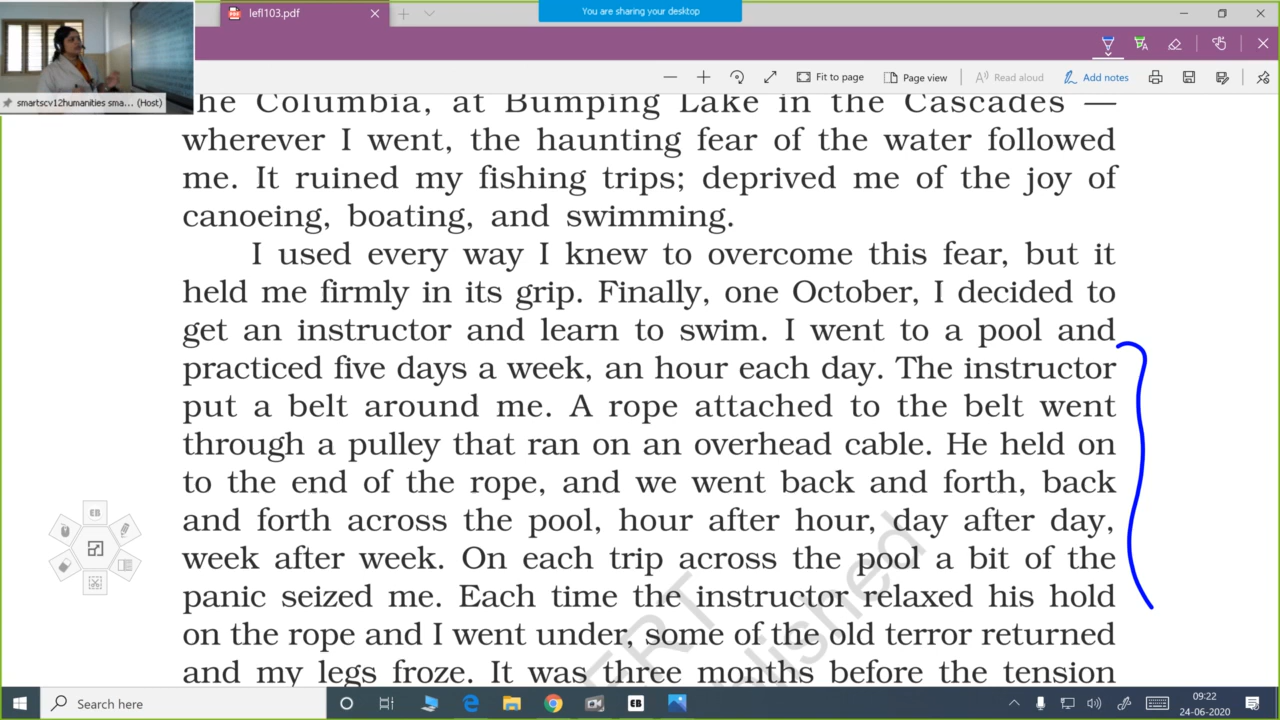 lefl103.pdf
You are sharing your desktop
Fit to page
Page view
Read aloud
Add notes
smartscv12humanities sma... (Host)
the Columbia, at Bumping Lake in the Cascades —
wherever I went, the haunting fear of the water followed
me. It ruined my fishing trips; deprived me of the joy of
canoeing, boating, and swimming.
I used every way I knew to overcome this fear, but it
held me firmly in its grip. Finally, one October, I decided to
get an instructor and learn to swim. I went to a pool and
practiced five days a week, an hour each day. The instructor
put a belt around me. A rope attached to the belt went
through a pulley that ran on an overhead cable. He held on
to the end of the rope, and we went back and forth, back
and forth across the pool, hour after hour, day after day,
week after week. On each trip across the pool a bit of the
panic seized me. Each time the instructor relaxed his hold
on the rope and I went under, some of the old terror returned
and my legs froze. It was three months before the tension
EB
Search here
EB
09:22
24-06-2020